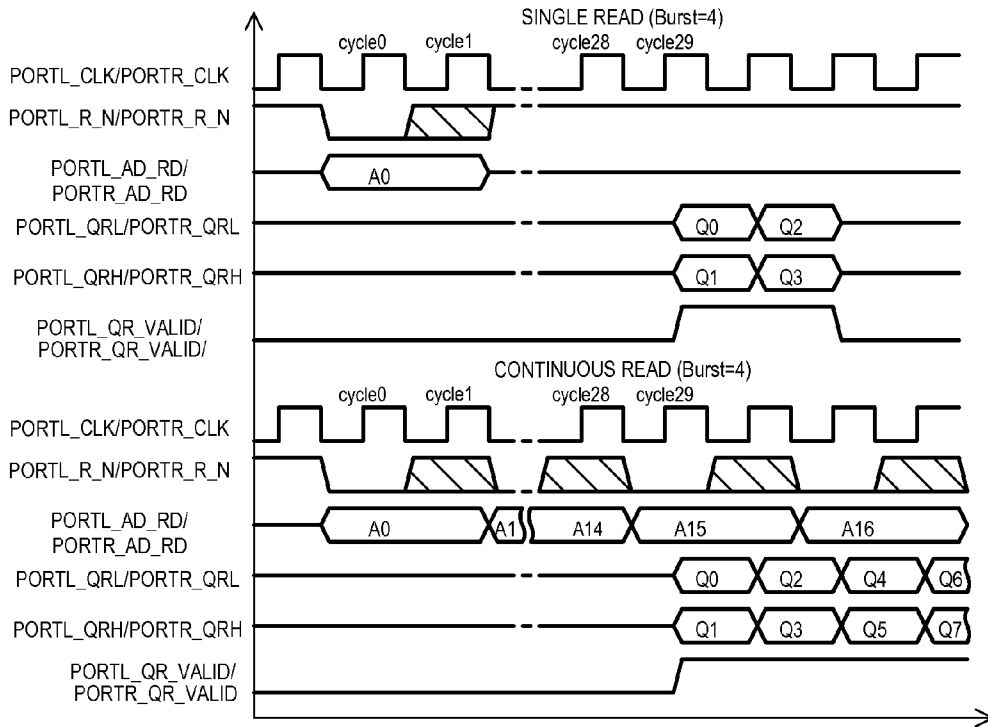 SINGLE READ (Burst=4)
cycle0 cycle1 cycle28 cycle29
PORTL_CLK/PORTR_CLK
PORTL_R_N/PORTR_R_N
PORTL_AD_RD/
PORTR_AD_RD
A0
PORTL_QRL/PORTR_QRL
Q0 Q2
PORTL_QRH/PORTR_QRH
Q1 Q3
PORTL_QR_VALID/
PORTR_QR_VALID/
CONTINUOUS READ (Burst=4)
cycle0 cycle1 cycle28 cycle29
PORTL_CLK/PORTR_CLK
PORTL_R_N/PORTR_R_N
PORTL_AD_RD/
PORTR_AD_RD
A0 A1 A14 A15 A16
PORTL_QRL/PORTR_QRL
Q0 Q2 Q4 Q6
PORTL_QRH/PORTR_QRH
Q1 Q3 Q5 Q7
PORTL_QR_VALID/
PORTR_QR_VALID